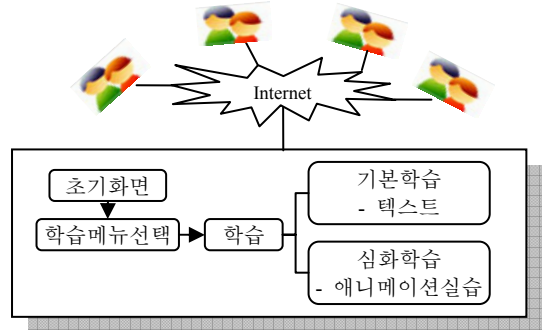 Internet
초기화면
학습메뉴선택
학습
기본학습
- 텍스트
심화학습
- 애니메이션실습